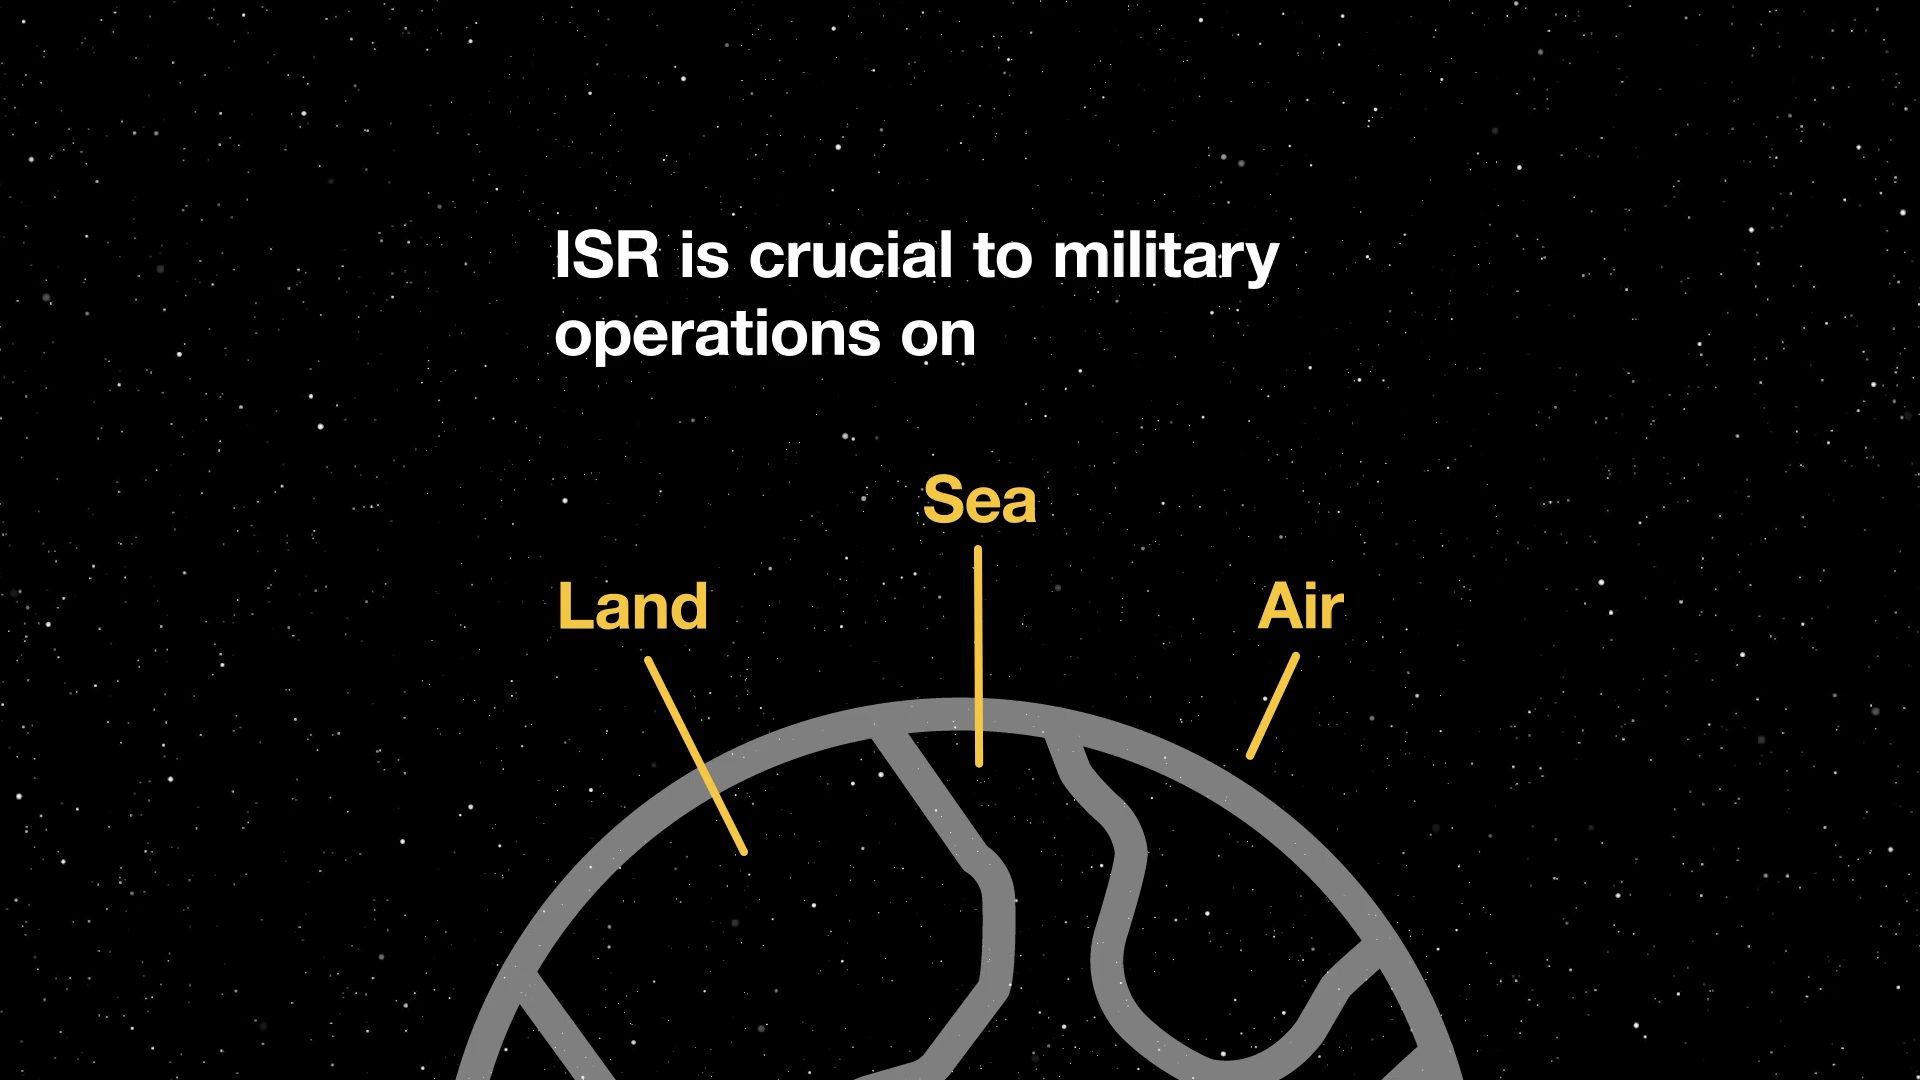 ISR is crucial to military
operations on
Sea
Land
Air